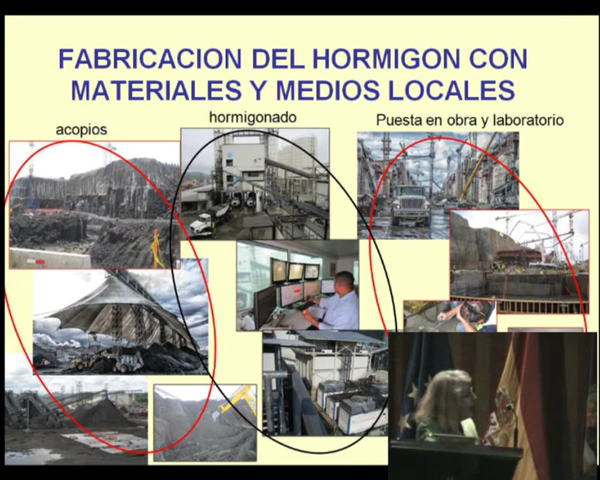 FABRICACION DEL HORMIGON CON
MATERIALES Y MEDIOS LOCALES
acopios
hormigonado
Puesta en obra y laboratorio